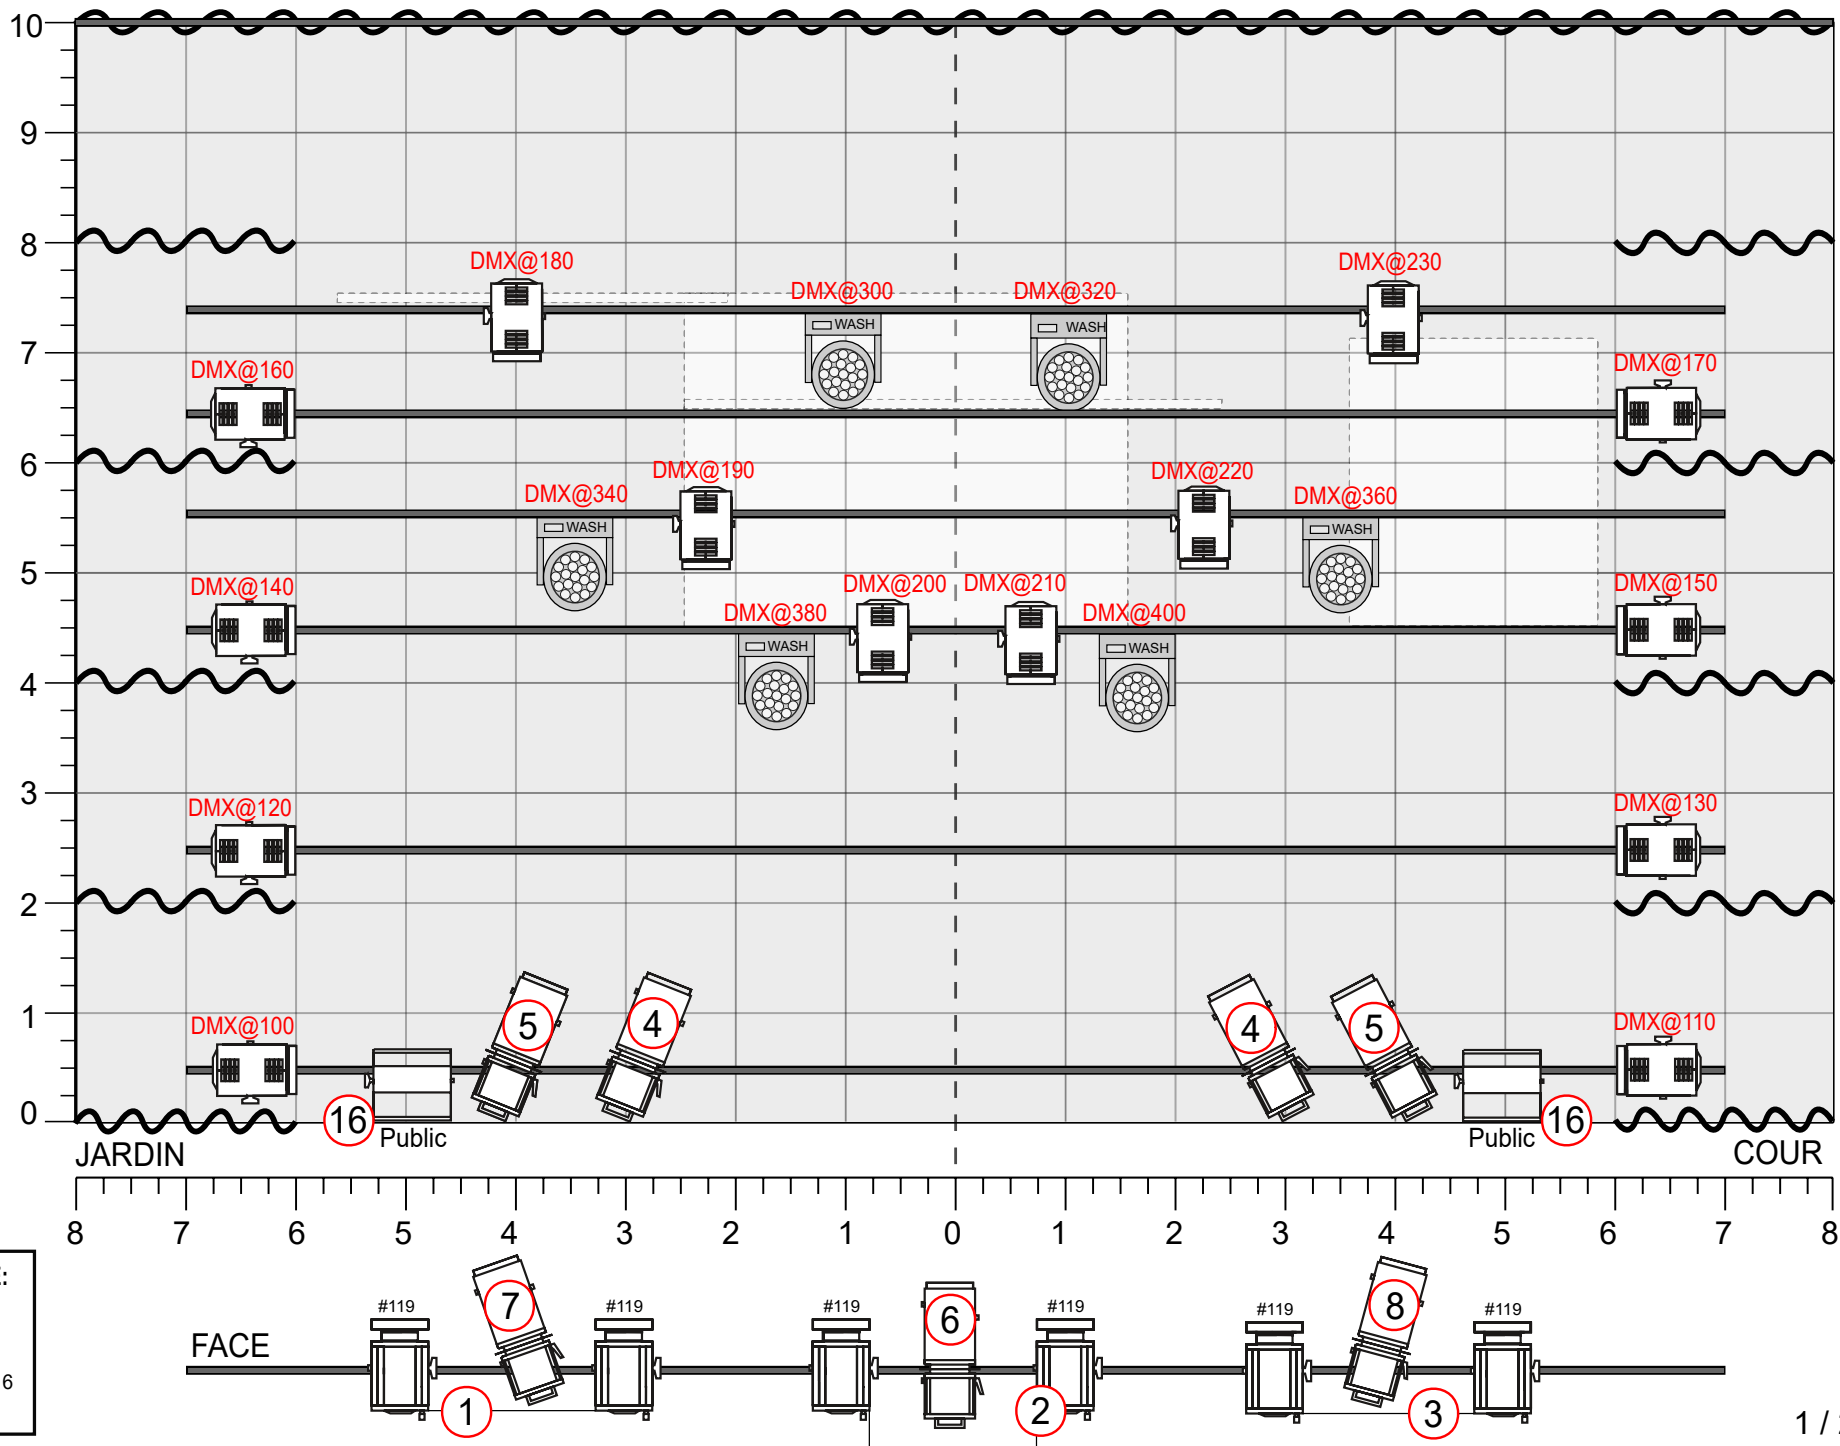 10
9
8
DMX@180
DMX@230
DMX@300
DMX@320
WASH
WASH
7
DMX@160
DMX@170
6
DMX@190
DMX@220
DMX@340
DMX@360
WASH
WASH
5
DMX@140
DMX@200
DMX@210
DMX@150
DMX@380
DMX@400
WASH
WASH
4
3
DMX@120
DMX@130
2
1
DMX@100
5
4
4
5
DMX@110
0
16
Public
Public
16
JARDIN
COUR
8 7 6 5 4 3 2 1 0 1 2 3 4 5 6 7 8
:
#119
7
#119
#119
6
#119
#119
8
#119
FACE
6
1
2
3
1 /